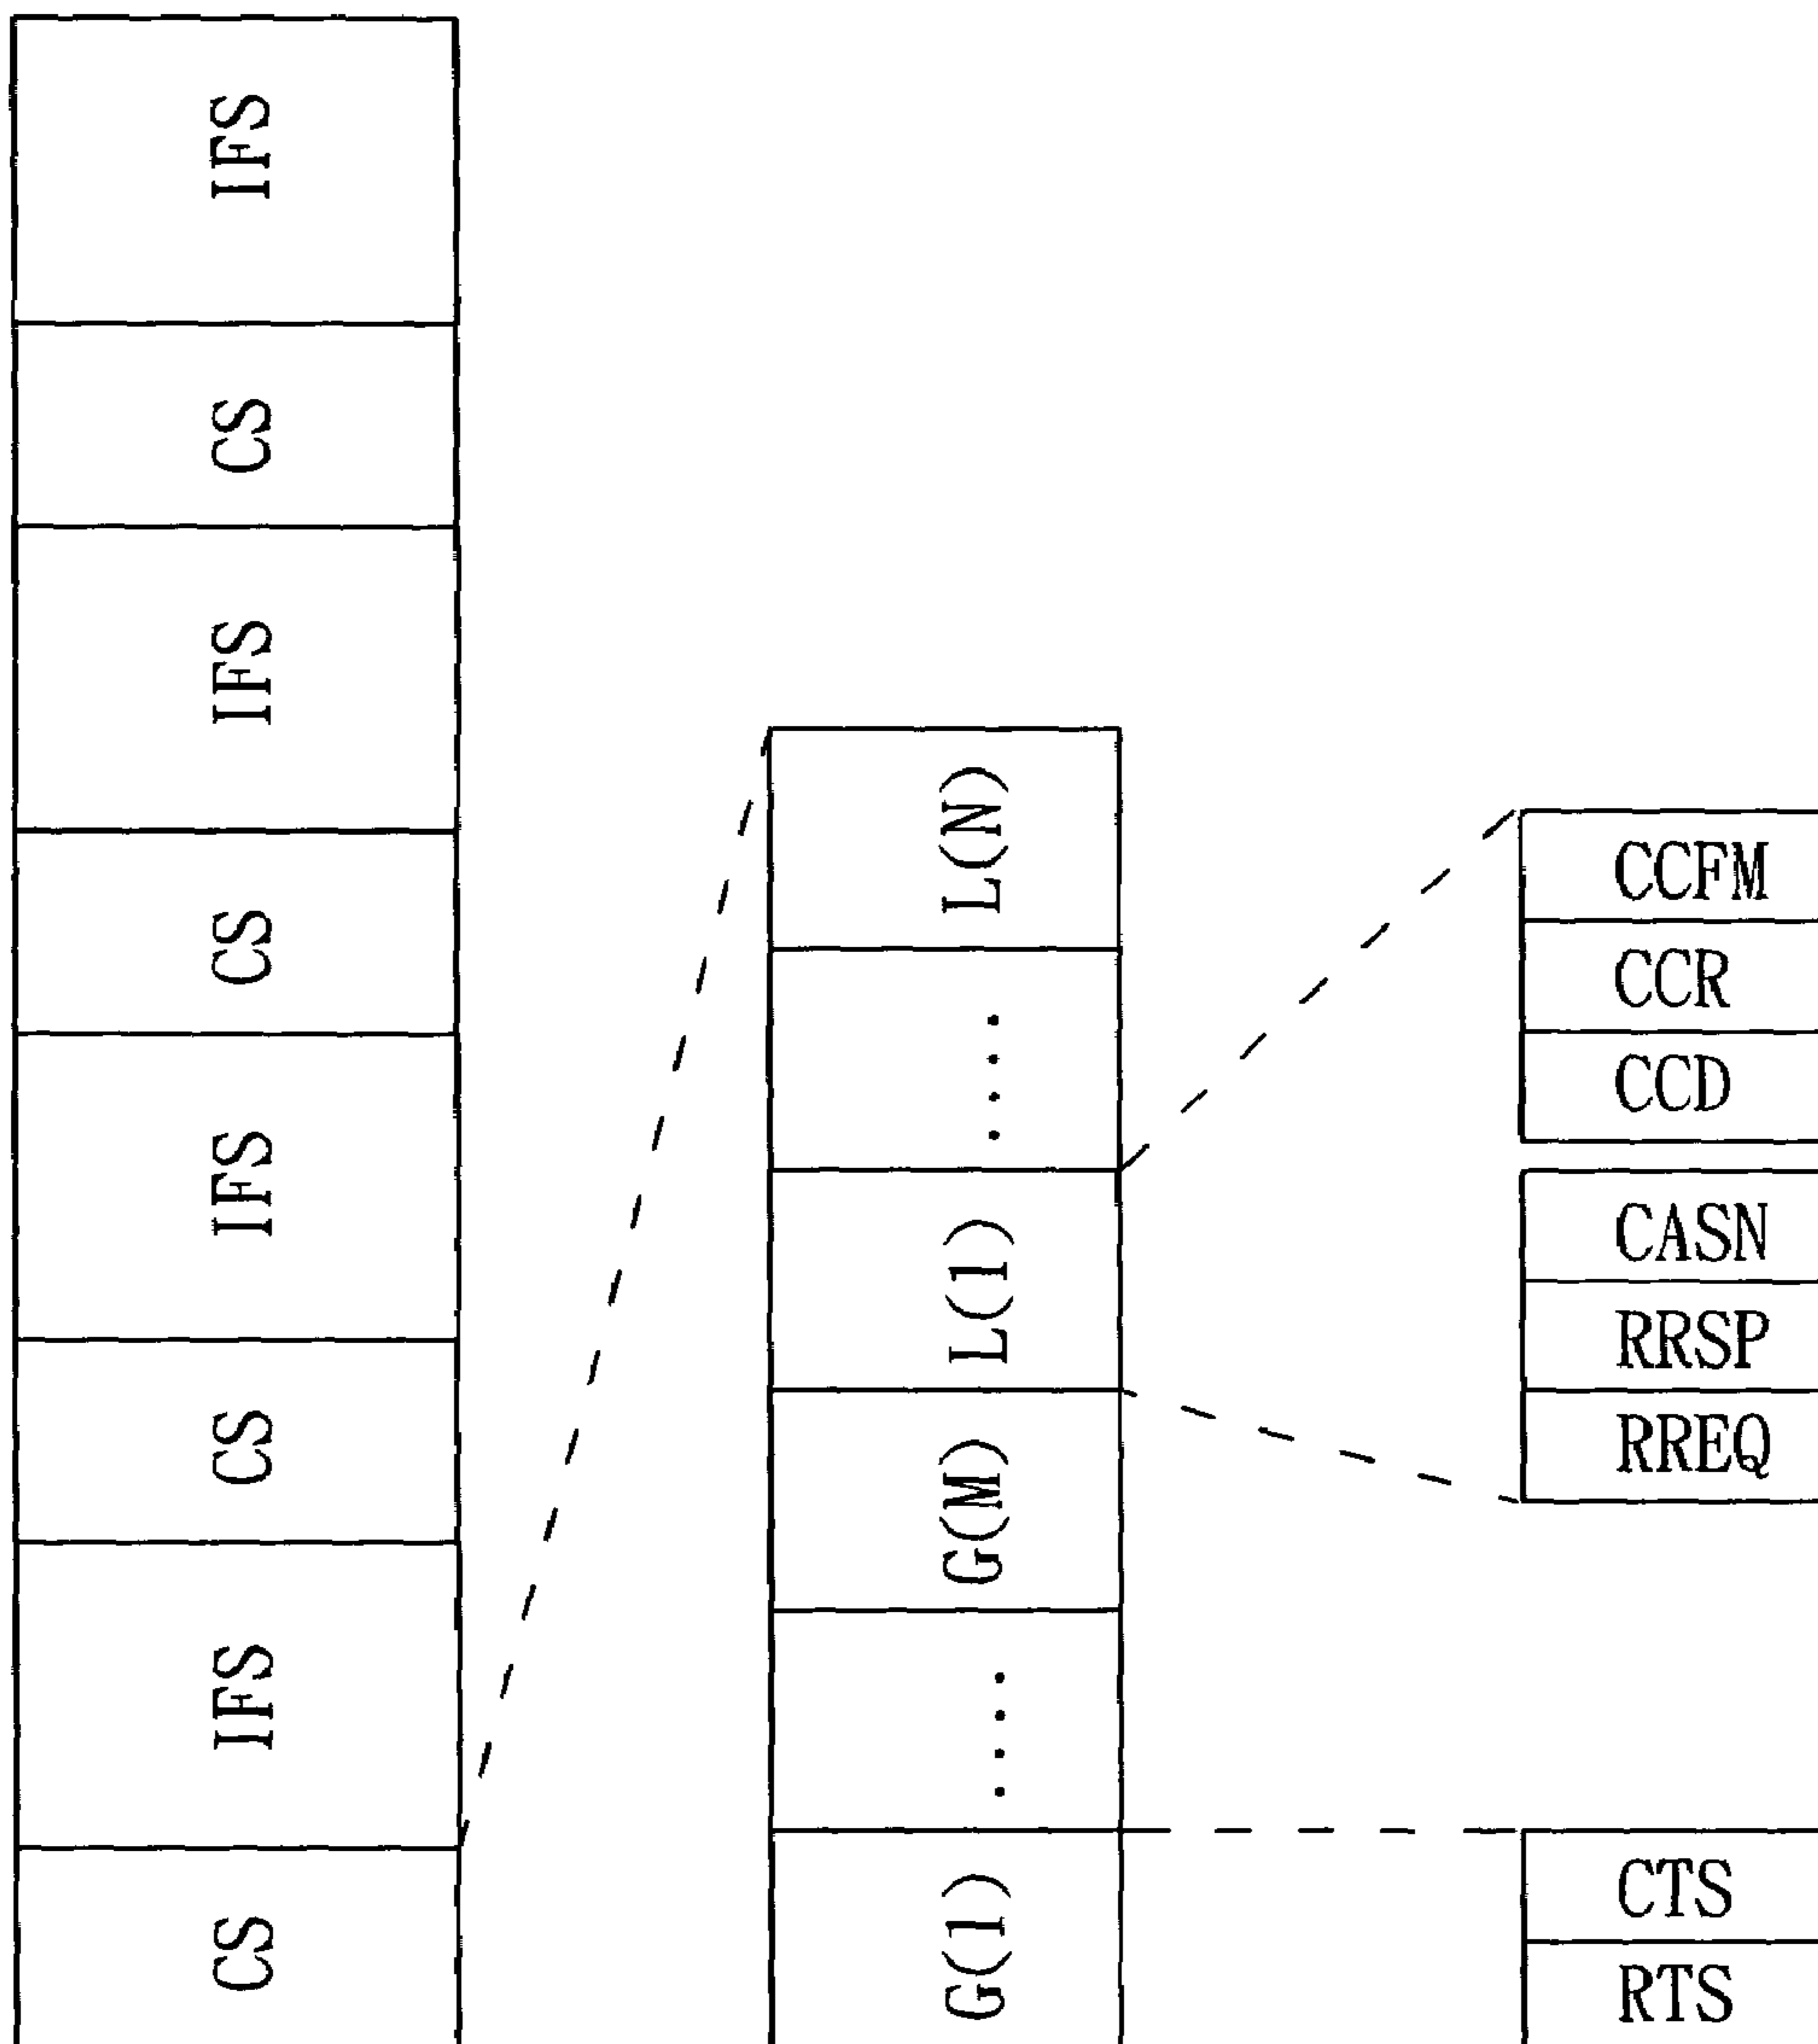 IFS
CS
IFS
CS
IFS
CS
IFS
CS
L(N)
....
L(1)
G(M)
....
G(1)
CCFM
CCR
CCD
CASN
RRSP
RREQ
CTS
RTS